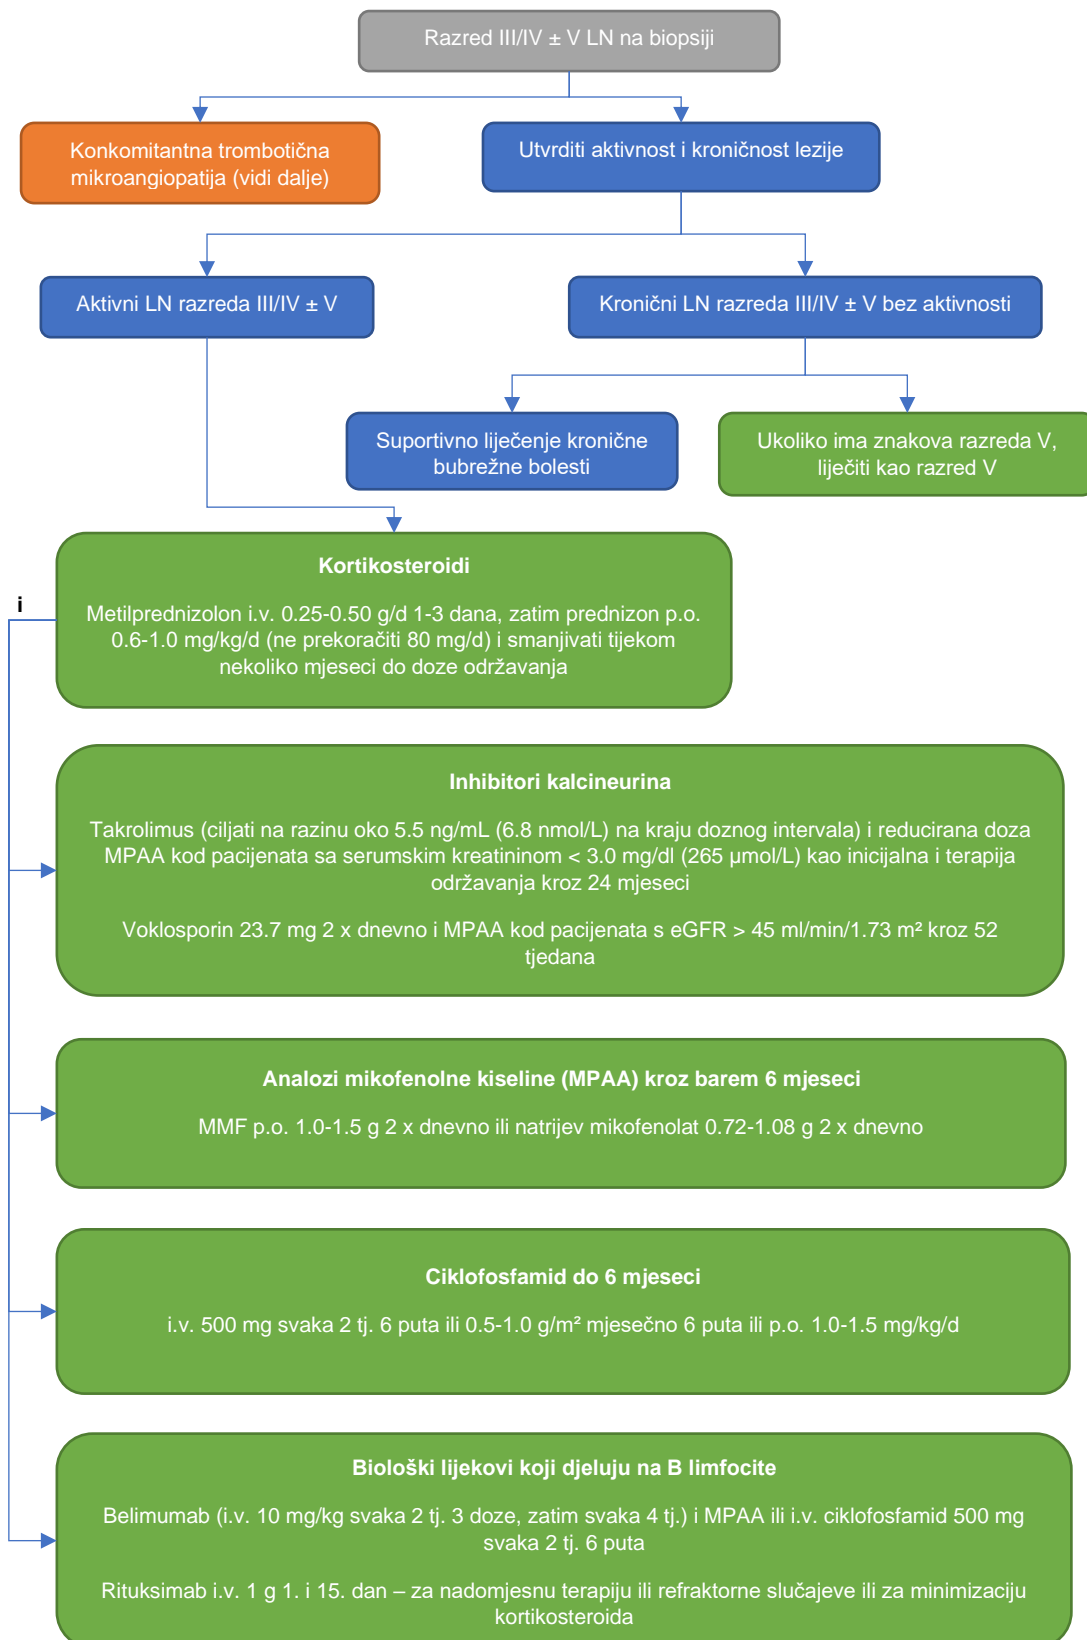 Razred III/IV ± V LN na biopsiji
Konkomitantna trombotična
mikroangiopatija (vidi dalje)
Utvrditi aktivnost i kroničnost lezije
Aktivni LN razreda III/IV ± V
Kronični LN razreda III/IV ± V bez aktivnosti
Suportivno liječenje kronične
bubrežne bolesti
Ukoliko ima znakova razreda V,
liječiti kao razred V
i
Kortikosteroidi
Metilprednizolon i.v. 0.25-0.50 g/d 1-3 dana, zatim prednizon p.o.
0.6-1.0 mg/kg/d (ne prekoračiti 80 mg/d) i smanjivati tijekom
nekoliko mjeseci do doze održavanja
Inhibitori kalcineurina
Takrolimus (ciljati na razinu oko 5.5 ng/mL (6.8 nmol/L) na kraju doznog intervala) i reducirana doza
MPAA kod pacijenata sa serumskim kreatininom < 3.0 mg/dl (265 µmol/L) kao inicijalna i terapija
održavanja kroz 24 mjeseci
Voklosporin 23.7 mg 2 x dnevno i MPAA kod pacijenata s eGFR > 45 ml/min/1.73 m² kroz 52
tjedana
Analozi mikofenolne kiseline (MPAA) kroz barem 6 mjeseci
MMF p.o. 1.0-1.5 g 2 x dnevno ili natrijev mikofenolat 0.72-1.08 g 2 x dnevno
Ciklofosfamid do 6 mjeseci
i.v. 500 mg svaka 2 tj. 6 puta ili 0.5-1.0 g/m² mjesečno 6 puta ili p.o. 1.0-1.5 mg/kg/d
Biološki lijekovi koji djeluju na B limfocite
Belimumab (i.v. 10 mg/kg svaka 2 tj. 3 doze, zatim svaka 4 tj.) i MPAA ili i.v. ciklofosfamid 500 mg
svaka 2 tj. 6 puta
Rituksimab i.v. 1 g 1. i 15. dan – za nadomjesnu terapiju ili refraktorne slučajeve ili za minimizaciju
kortikosteroida